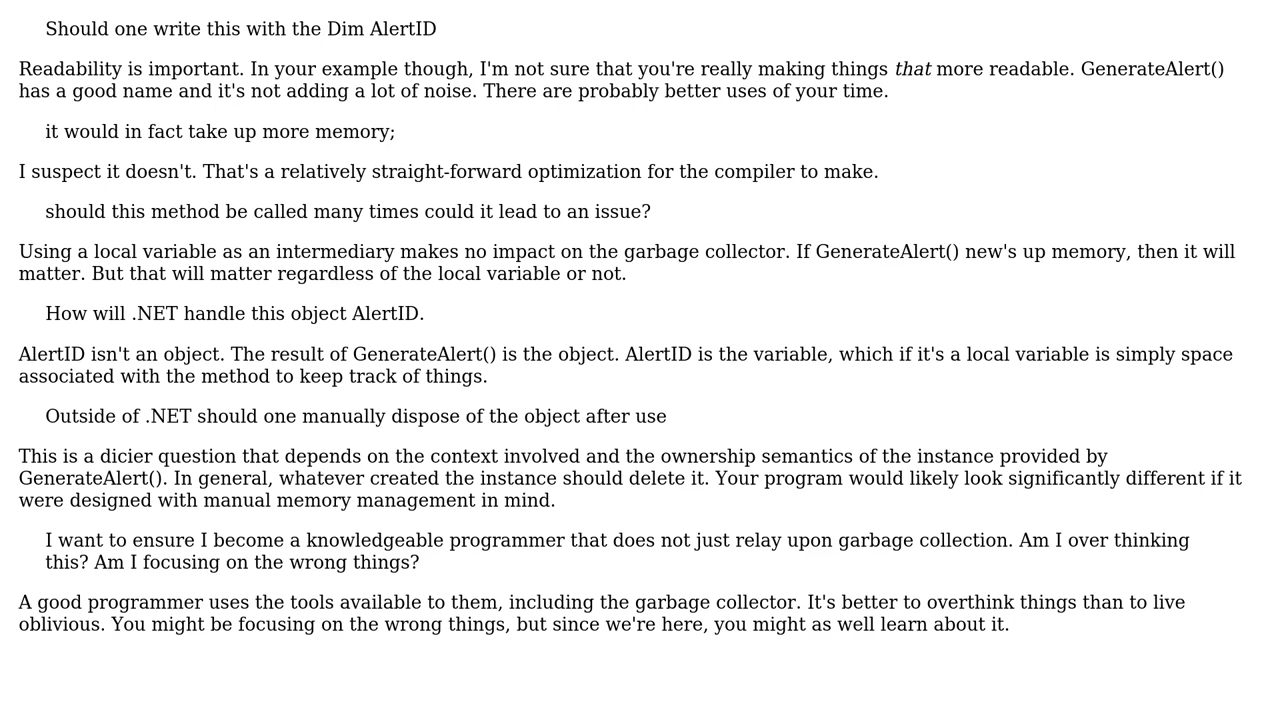 Should one write this with the Dim AlertID
Readability is important. In your example though, I'm not sure that you're really making things that more readable. GenerateAlert()
has a good name and it's not adding a lot of noise. There are probably better uses of your time.
it would in fact take up more memory;
I suspect it doesn't. That's a relatively straight-forward optimization for the compiler to make.
should this method be called many times could it lead to an issue?
Using a local variable as an intermediary makes no impact on the garbage collector. If GenerateAlert() new's up memory, then it will
matter. But that will matter regardless of the local variable or not.
How will .NET handle this object AlertID.
AlertID isn't an object. The result of GenerateAlert() is the object. AlertID is the variable, which if it's a local variable is simply space
associated with the method to keep track of things.
Outside of .NET should one manually dispose of the object after use
This is a dicier question that depends on the context involved and the ownership semantics of the instance provided by
GenerateAlert(). In general, whatever created the instance should delete it. Your program would likely look significantly different if it
were designed with manual memory management in mind.
I want to ensure I become a knowledgeable programmer that does not just relay upon garbage collection. Am I over thinking
this? Am I focusing on the wrong things?
A good programmer uses the tools available to them, including the garbage collector. It's better to overthink things than to live
oblivious. You might be focusing on the wrong things, but since we're here, you might as well learn about it.